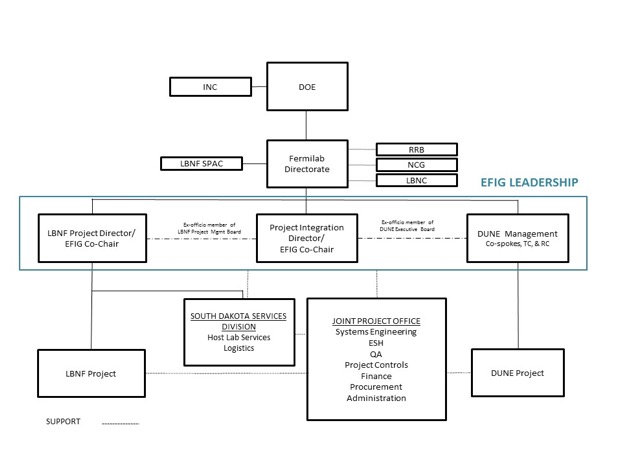 INC
DOE
LBNF SPAC
Fermilab
Directorate
RRB
NCG
LBNC
EFIG LEADERSHIP
LBNF Project Director/
EFIG Co-Chair
Ex-officio member of
LBNF Project Mgmt Board
Project Integration
Director/
EFIG Co-Chair
Ex-officio member of
DUNE Executive Board
DUNE Management
Co-spokes, TC, & RC
SOUTH DAKOTA SERVICES
DIVISION
Host Lab Services
Logistics
JOINT PROJECT OFFICE
Systems Engineering
ESH
QA
Project Controls
Finance
Procurement
Administration
LBNF Project
DUNE Project
SUPPORT